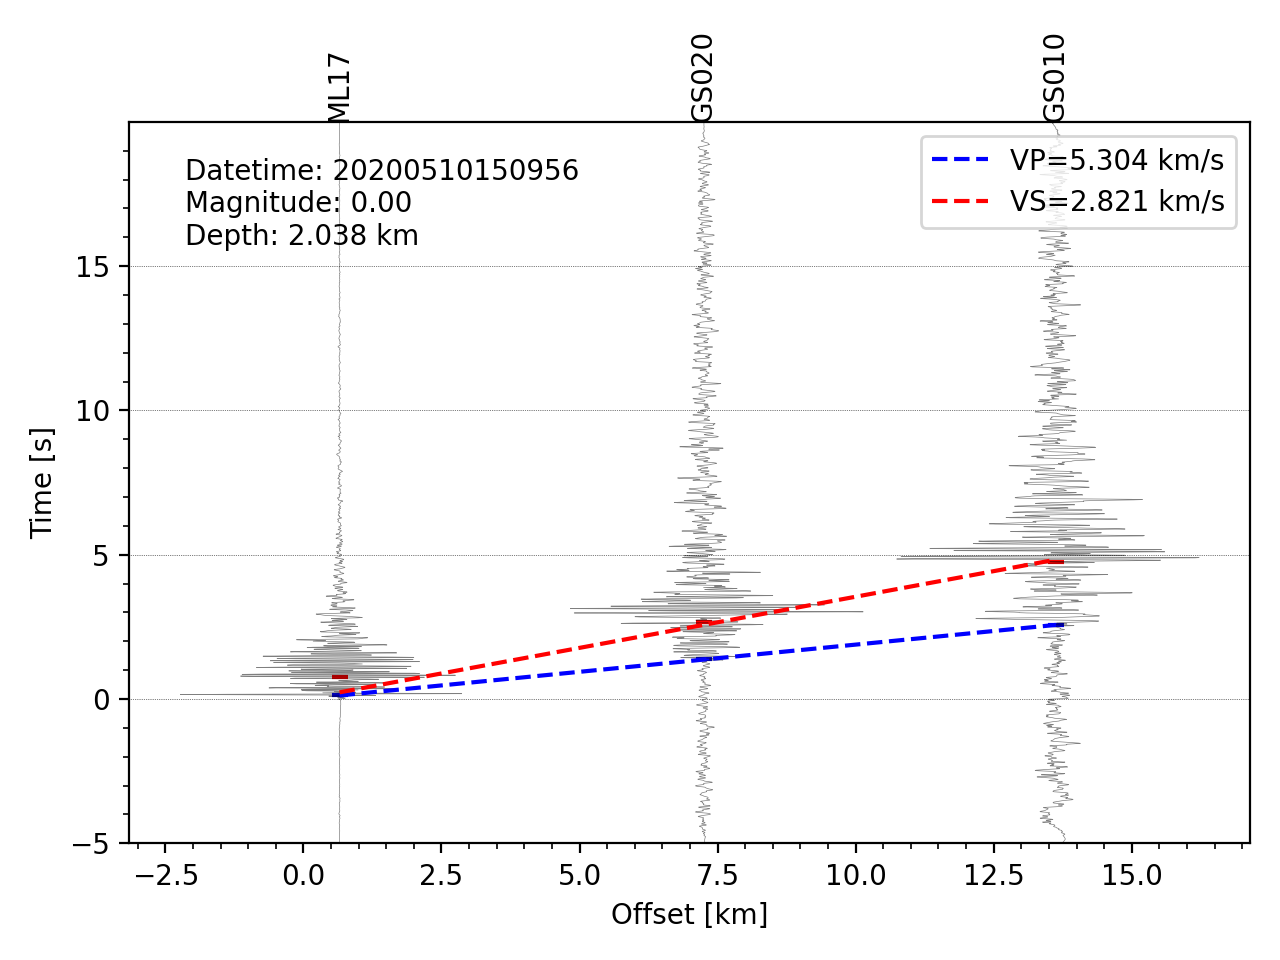 ML17
GS020
GS010
Datetime: 20200510150956
Magnitude: 0.00
Depth: 2.038 km
VP=5.304 km/s
VS=2.821 km/s
15
10
5
0
−5
Time [s]
−2.5 0.0 2.5 5.0 7.5 10.0 12.5 15.0
Offset [km]